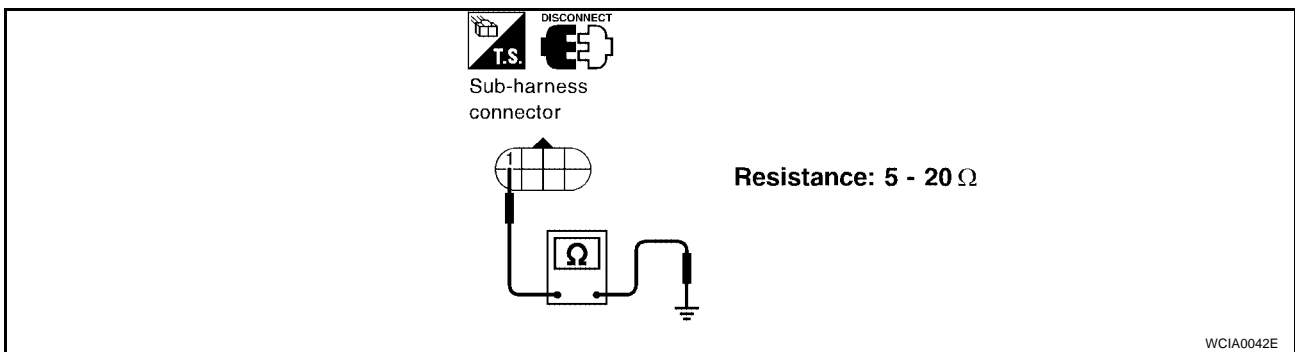 DISCONNECT
T.S.
Sub-harness
connector
1
Resistance: 5 - 20 Ω
Ω
WCIA0042E